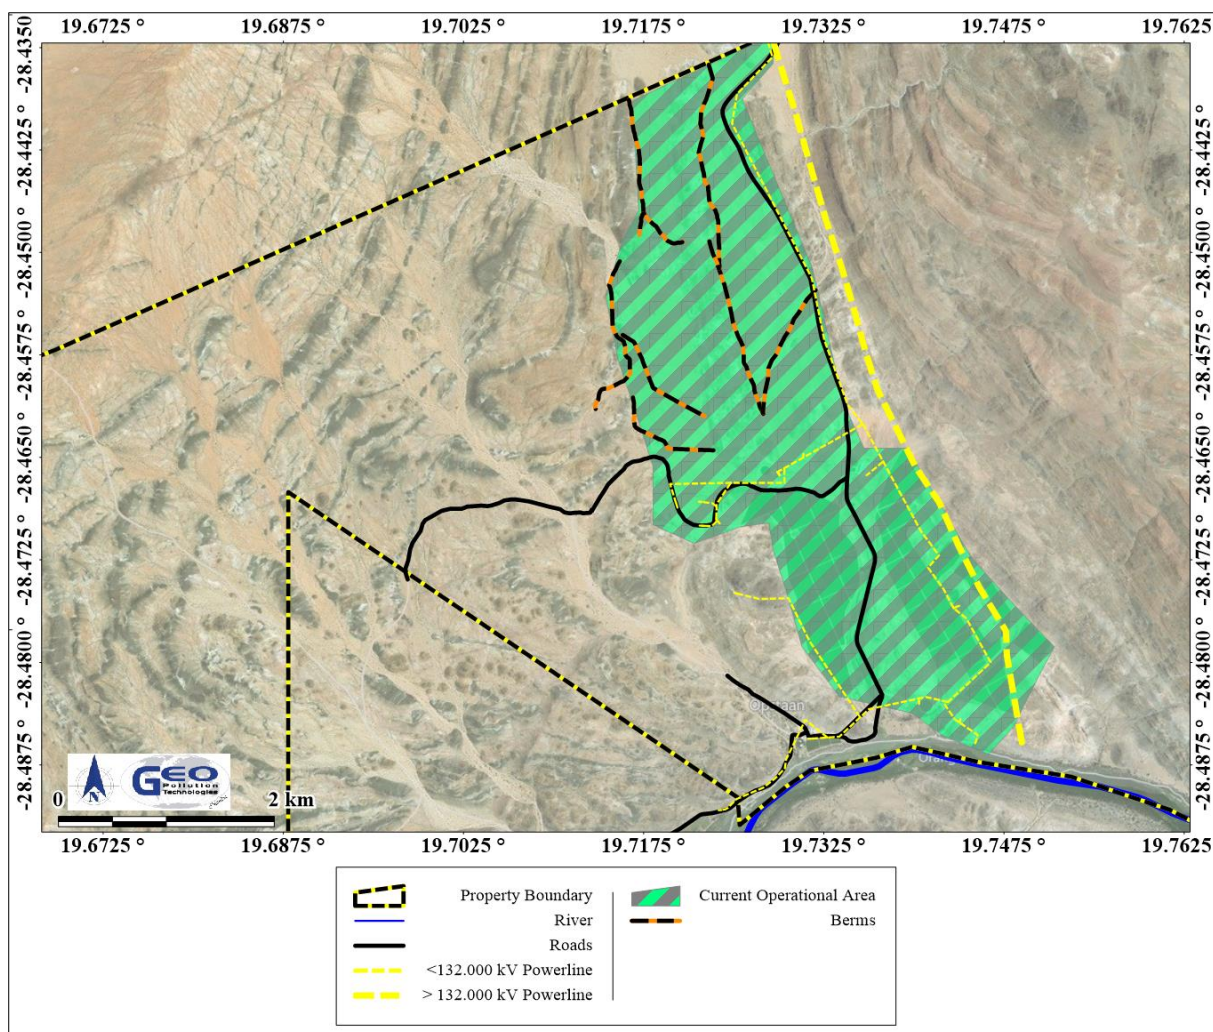 19.6725 ° 19.6875 ° 19.7025 ° 19.7175 ° 19.7325 ° 19.7475 ° 19.7625 °
-28.4350 °
-28.4425 ° -28.4425 °
-28.4500 ° -28.4500 °
-28.4575 ° -28.4575 °
-28.4650 ° -28.4650 °
-28.4725 ° -28.4725 °
-28.4800 ° -28.4800 °
-28.4875 ° -28.4875 °
N
GEO
Pollution
Technologies
0 2 km
19.6725 ° 19.6875 ° 19.7025 ° 19.7175 ° 19.7325 ° 19.7475 ° 19.7625 °
Property Boundary
River
Roads
<132.000 kV Powerline
> 132.000 kV Powerline
Current Operational Area
Berms